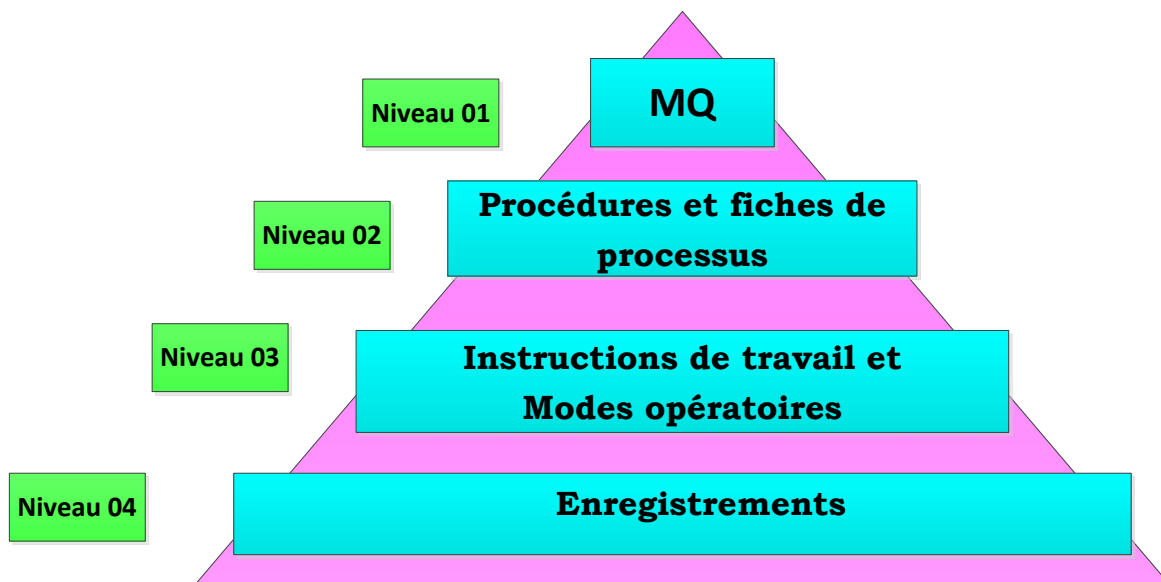 Niveau 01
MQ
Niveau 02
Procédures et fiches de
processus
Niveau 03
Instructions de travail et
Modes opératoires
Niveau 04
Enregistrements